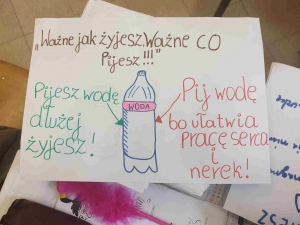 „Ważne jak żyjesz, Ważne CO
Pijesz!!!"
Pijesz wodę
dłużej
żyjesz!
WODA
Pij wodę
bo ułatwia
pracę serca
i
nerek!